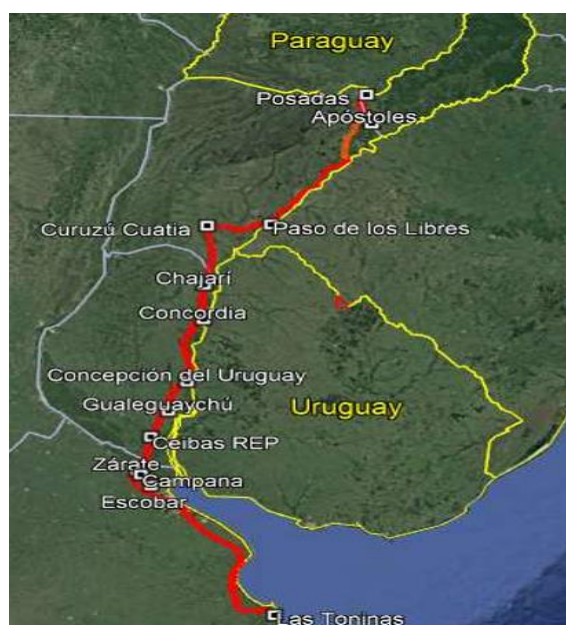 Paraguay
Posadas
Apóstoles
Curuzú Cuatia
Paso de los Libres
Chajarí
Concordia
Concepción del Uruguay
Gualeguaychú
Uruguay
Ceibas REP
Zárate
Campana
Escobar
Las Toninas